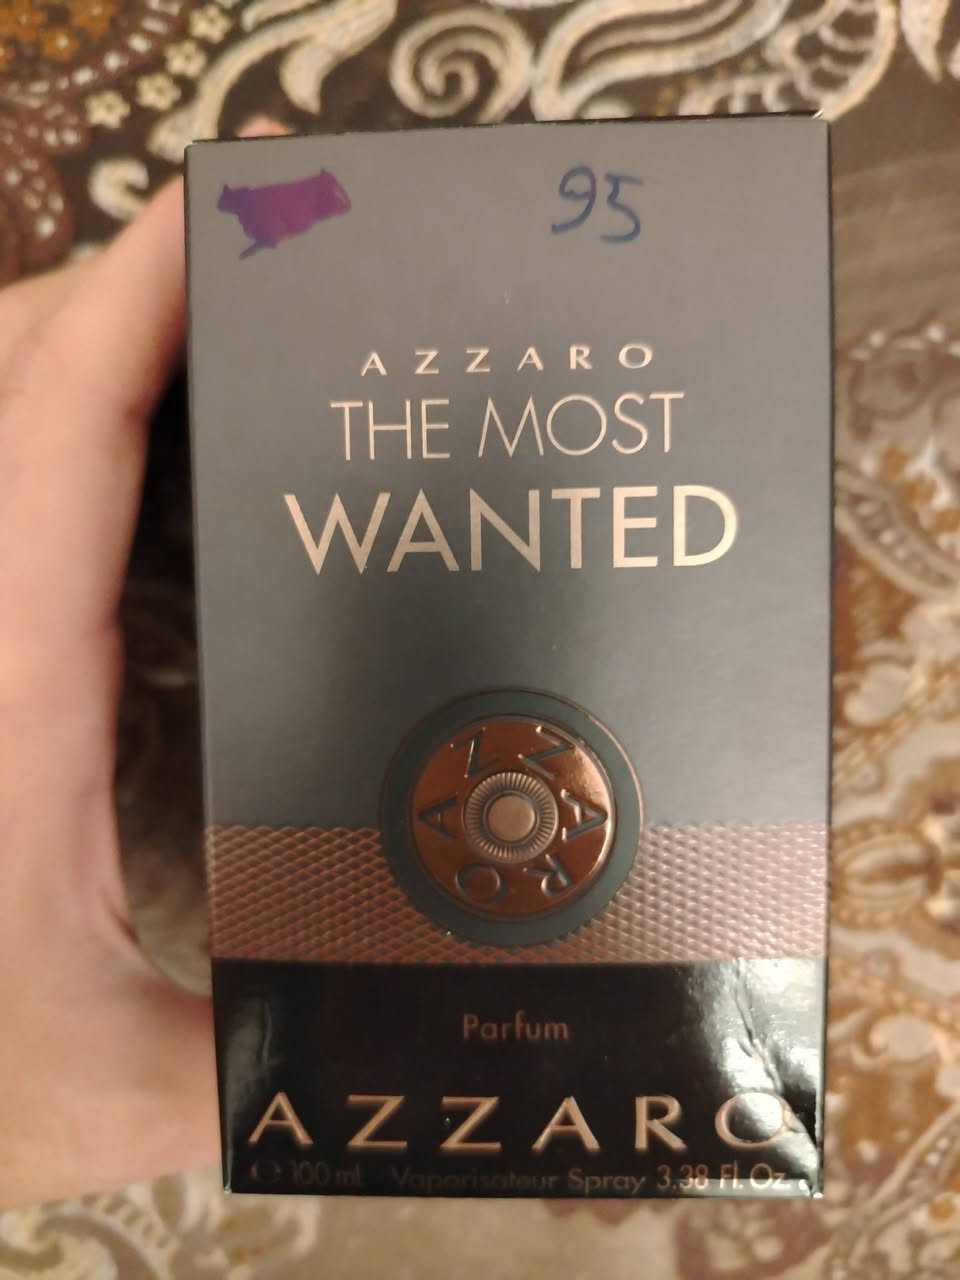 95
AZZARO
THE MOST
WANTED
AZZARO
Parfum
AZZARO
℮ 100 ml Vaporisateur Spray 3.38 Fl. Oz.